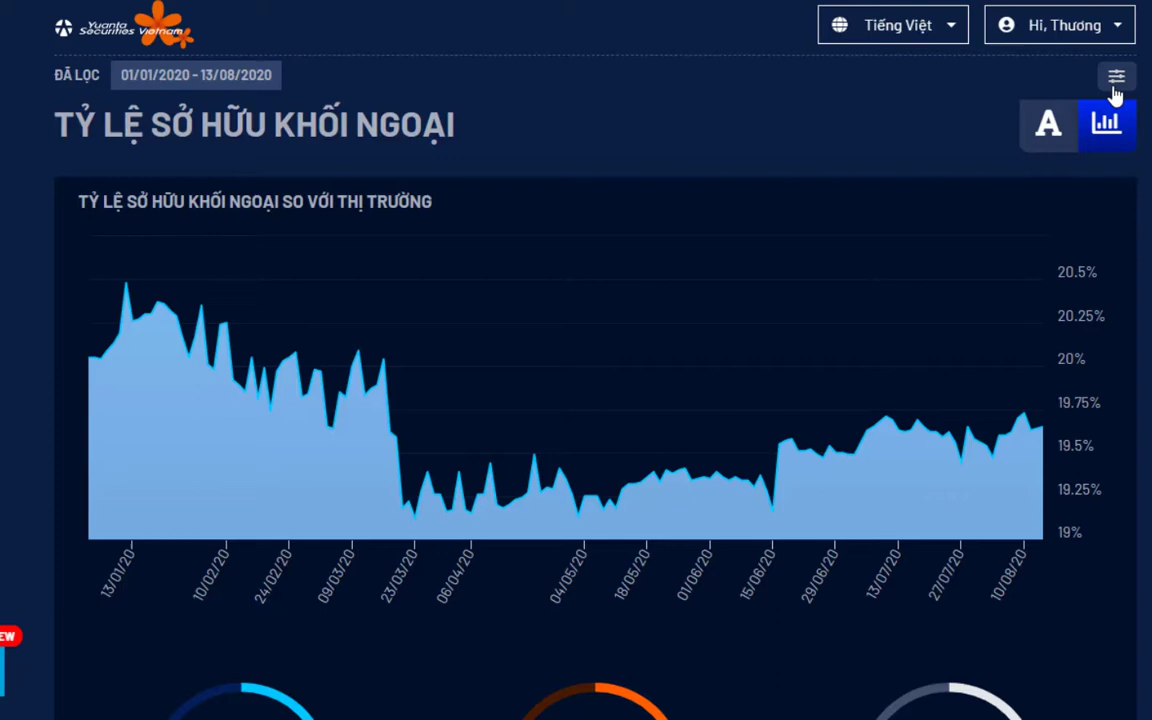 Yuanta
Securities Vietnam
Tiếng Việt
Hi, Thương
ĐÃ LỌC
01/01/2020 - 13/08/2020
TỶ LỆ SỞ HỮU KHỐI NGOẠI
A
TỶ LỆ SỞ HỮU KHỐI NGOẠI SO VỚI THỊ TRƯỜNG
20.5%
20.25%
20%
19.75%
19.5%
19.25%
19%
13/01/20
10/02/20
24/02/20
09/03/20
23/03/20
06/04/20
04/05/20
18/05/20
01/06/20
15/06/20
29/06/20
13/07/20
27/07/20
10/08/20
EW